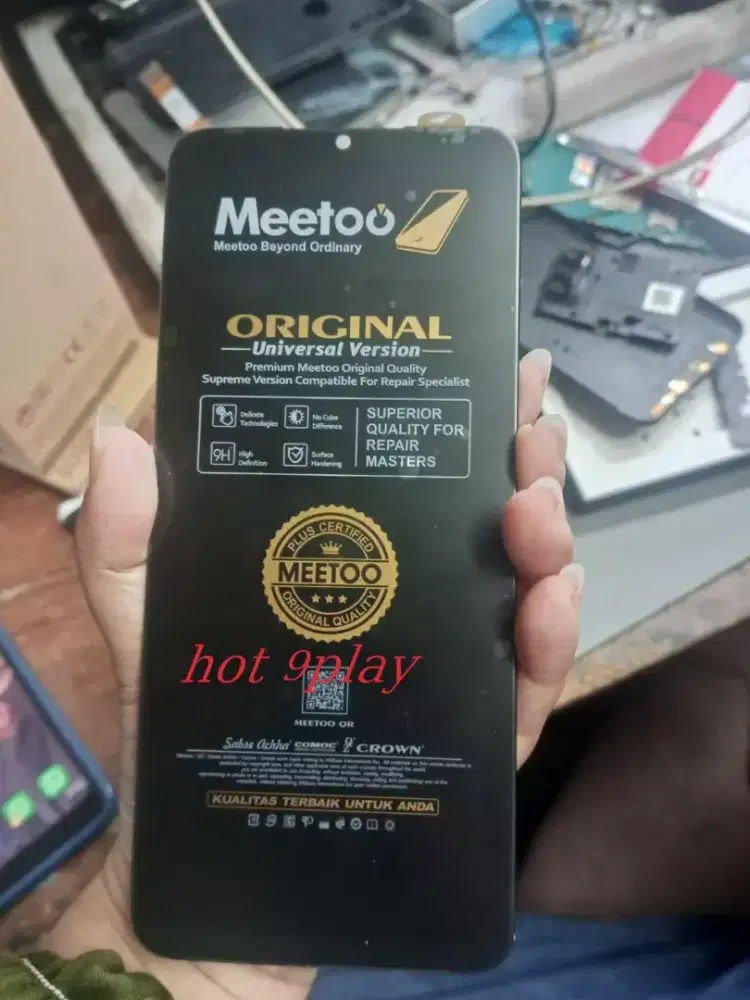 Meetoo
Meetoo Beyond Ordinary
ORIGINAL
Universal Version
Premium Meetoo Original Quality
Supreme Version Compatible For Repair Specialist
Delicate Technologies
No Color Difference
9H
High Definition
Surface Hardening
SUPERIOR
QUALITY FOR
REPAIR
MASTERS
PLUS CERTIFIED
MEETOO
ORIGINAL QUALITY
hot 9play
MEETOO QR
Sabse Achha COMOC CROWN
KUALITAS TERBAIK UNTUK ANDA